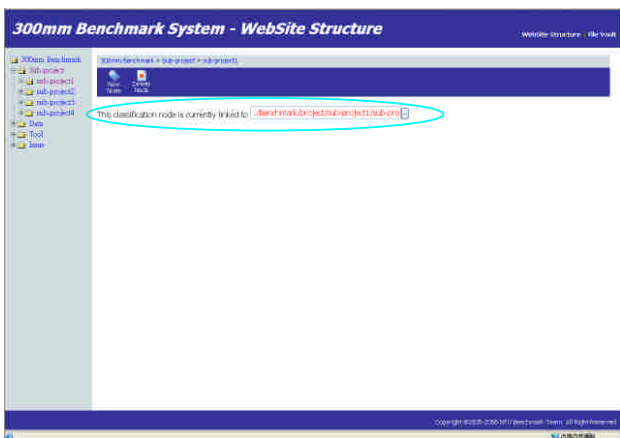 300mm Benchmark System - WebSite Structure
WebSite Structure | File Vault
300mm Benchmark
Sub-project
sub-project1
sub-project2
sub-project3
sub-project4
Data
Tool
Issue
300mm Benchmark > Sub-project > sub-project1
New Node
Delete Node
This classification node is currently linked to ../benchmark/project/sub-project1/sub-pro
Copyright ©2005-2006 NTU Benchmark Team. All Right Reserved